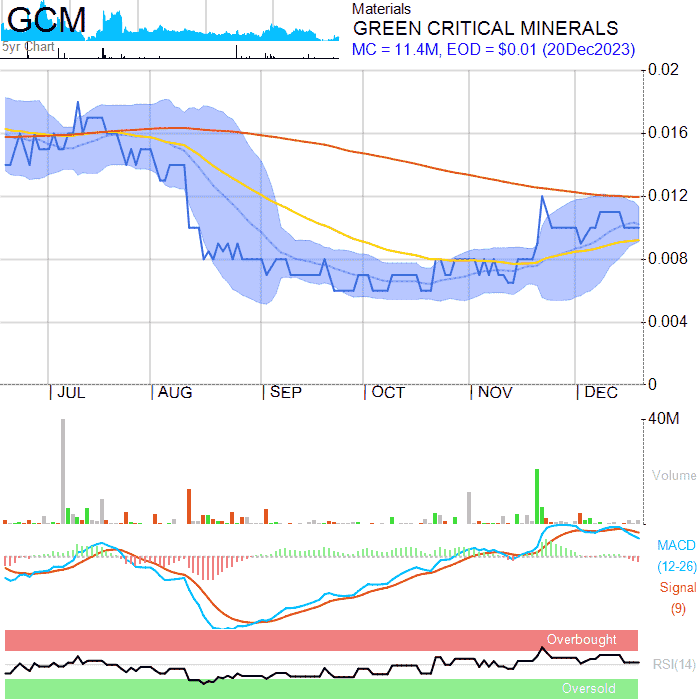 GCM
5yr Chart
Materials
GREEN CRITICAL MINERALS
MC = 11.4M, EOD = $0.01 (20Dec2023)
0.02
0.016
0.012
0.008
0.004
0
JUL AUG SEP OCT NOV DEC
40M
Volume
MACD
(12-26)
Signal
(9)
Overbought
RSI(14)
Oversold